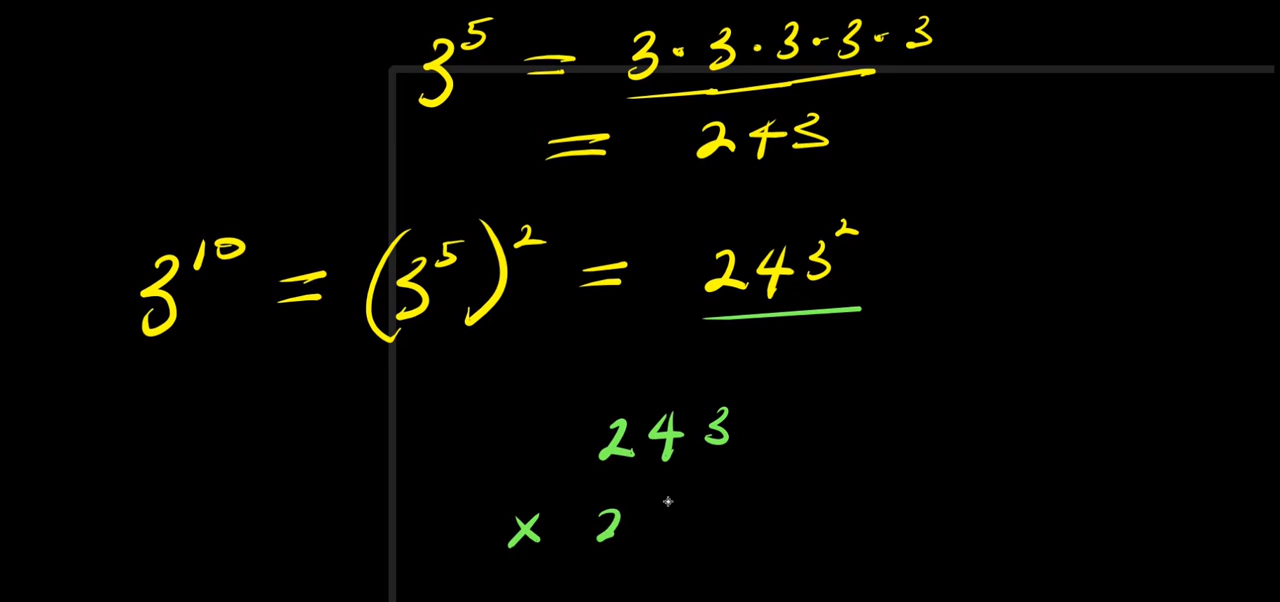 3⁵ = 3 · 3 · 3 · 3 · 3
= 243
3¹⁰ = (3⁵)² = 243²
243
× 2